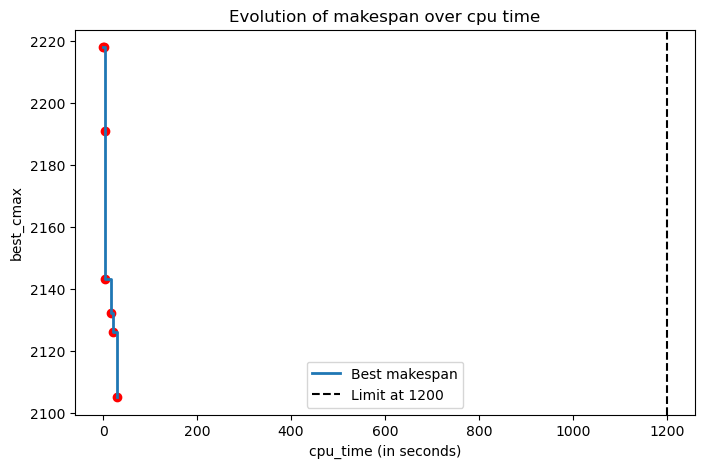 Evolution of makespan over cpu time
best_cmax
2220
2200
2180
2160
2140
2120
2100
0
200
400
600
800
1000
1200
cpu_time (in seconds)
Best makespan
Limit at 1200